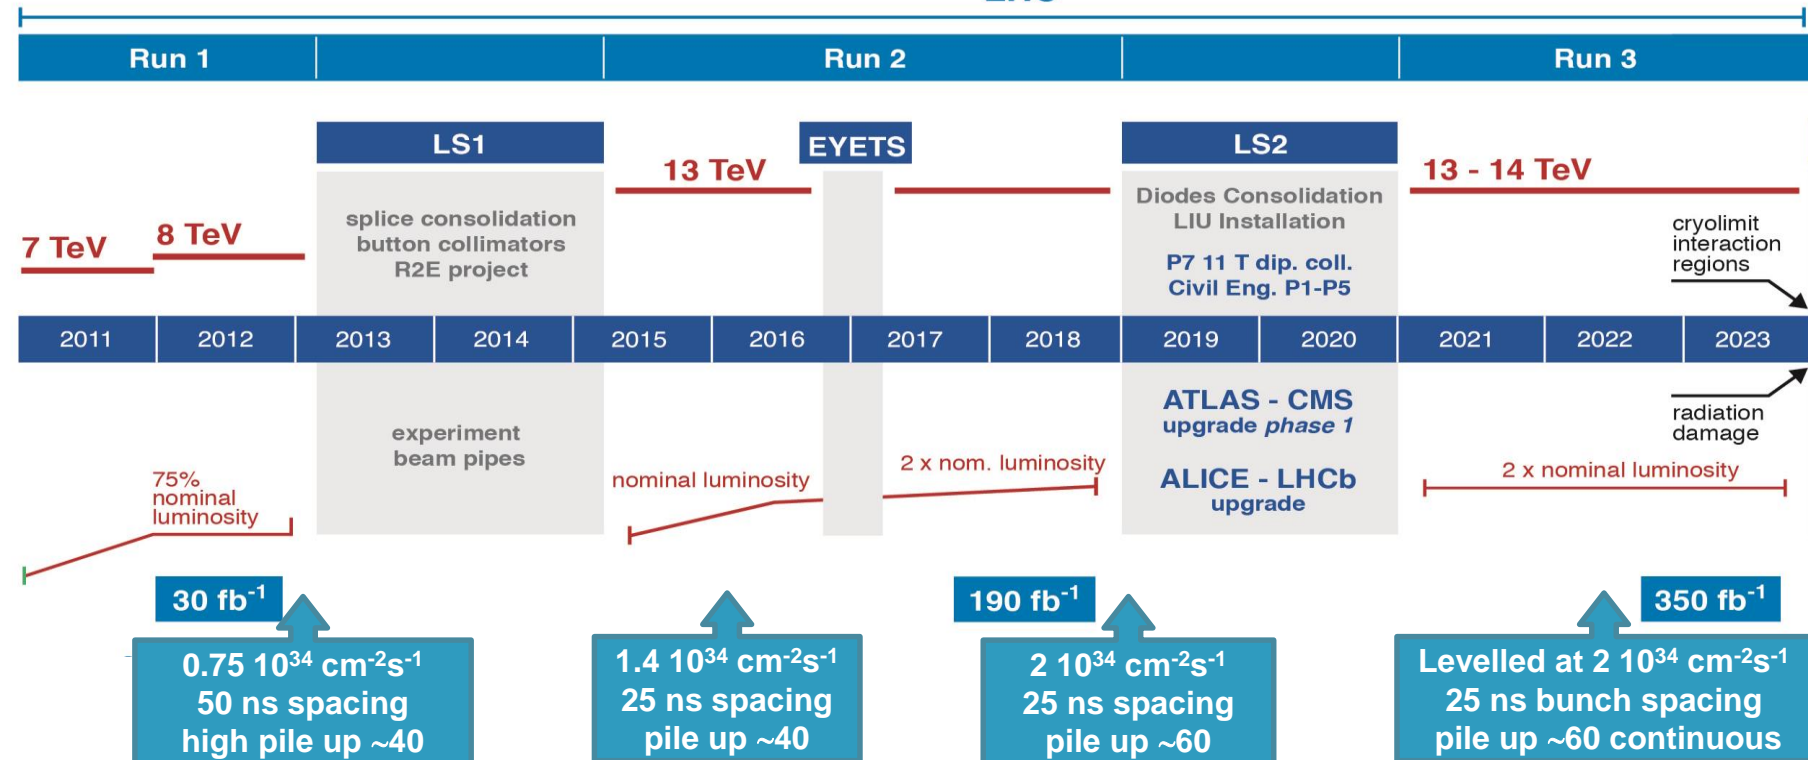 Run 1
Run 2
Run 3
LS1
EYETS
LS2
13 TeV
13 - 14 TeV
7 TeV
8 TeV
splice consolidation
button collimators
R2E project
Diodes Consolidation
LIU Installation
P7 11 T dip. coll.
Civil Eng. P1-P5
cryolimit
interaction
regions
2011
2012
2013
2014
2015
2016
2017
2018
2019
2020
2021
2022
2023
experiment
beam pipes
ATLAS - CMS
upgrade phase 1
ALICE - LHCb
upgrade
radiation
damage
75%
nominal
luminosity
nominal luminosity
2 x nom. luminosity
2 x nominal luminosity
30 fb⁻¹
190 fb⁻¹
350 fb⁻¹
0.75 10³⁴ cm⁻²s⁻¹
50 ns spacing
high pile up ~40
1.4 10³⁴ cm⁻²s⁻¹
25 ns spacing
pile up ~40
2 10³⁴ cm⁻²s⁻¹
25 ns spacing
pile up ~60
Levelled at 2 10³⁴ cm⁻²s⁻¹
25 ns bunch spacing
pile up ~60 continuous